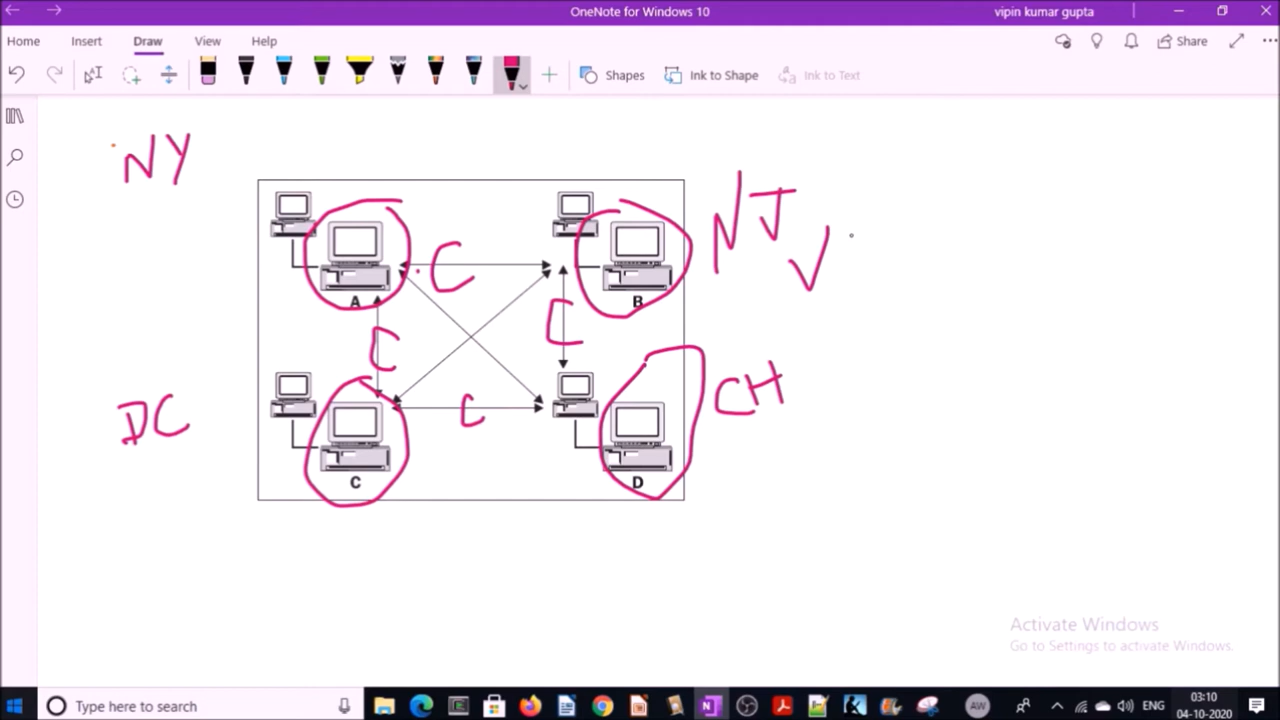 OneNote for Windows 10
vipin kumar gupta
Home Insert Draw View Help
Share
Shapes
Ink to Shape
Ink to Text
NY
NJ
V
C
A
B
C
C
DC
C
CH
C
D
Activate Windows
Go to Settings to activate Windows.
Type here to search
AW
ENG
03:10
04-10-2020